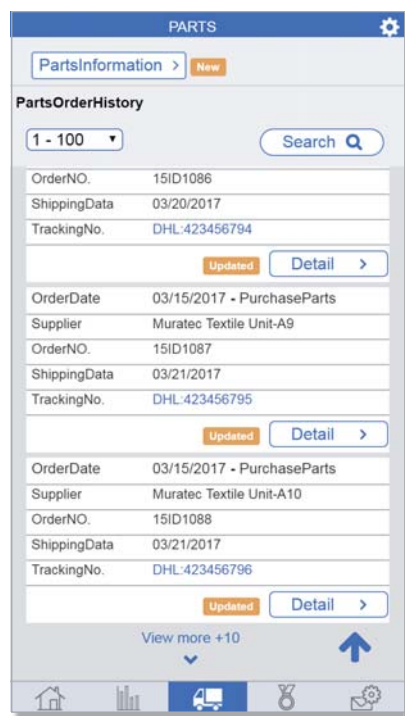 PARTS
PartsInformation > New
PartsOrderHistory
1 - 100 ▼ Search
OrderNO. 15ID1086
ShippingData 03/20/2017
TrackingNo. DHL:423456794
Updated Detail >
OrderDate 03/15/2017 - PurchaseParts
Supplier Muratec Textile Unit-A9
OrderNO. 15ID1087
ShippingData 03/21/2017
TrackingNo. DHL:423456795
Updated Detail >
OrderDate 03/15/2017 - PurchaseParts
Supplier Muratec Textile Unit-A10
OrderNO. 15ID1088
ShippingData 03/21/2017
TrackingNo. DHL:423456796
Updated Detail >
View more +10